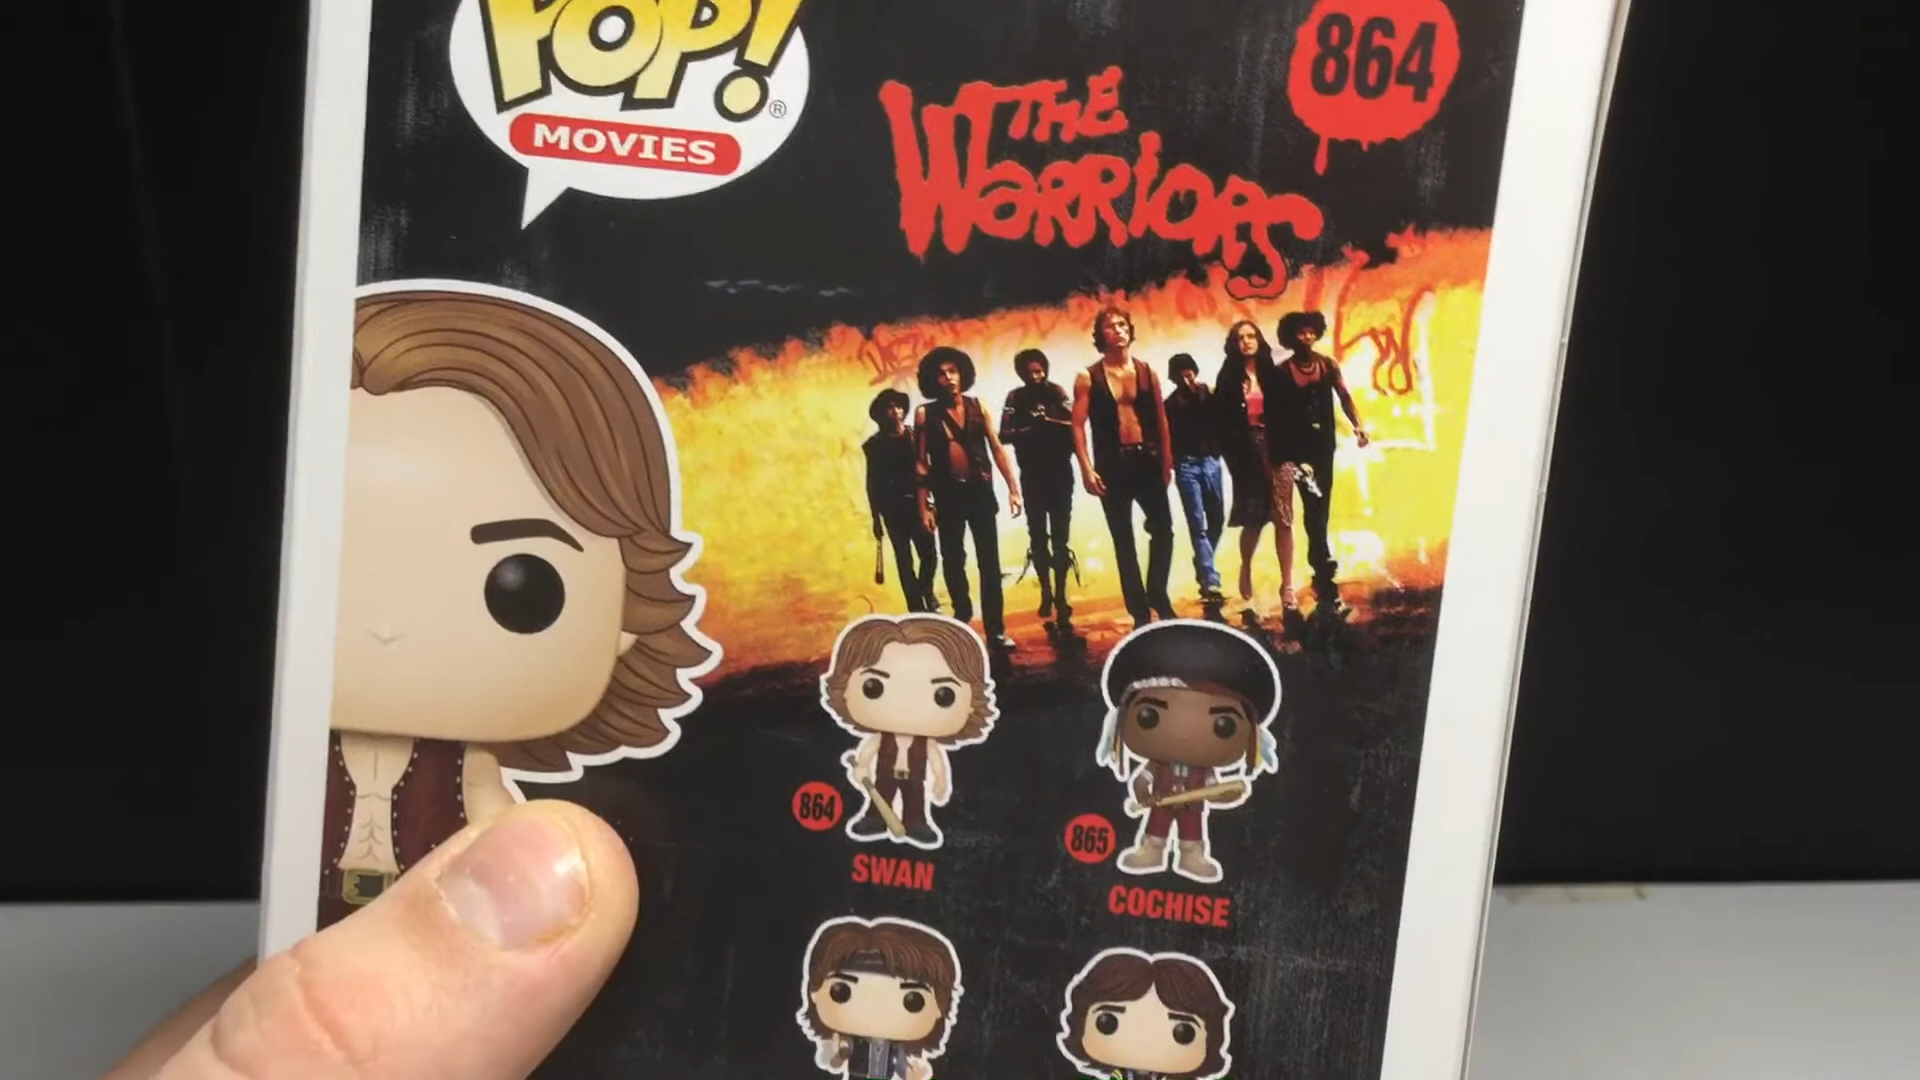 POP!
®
MOVIES
THE
WARRIORS
864
864
SWAN
865
COCHISE